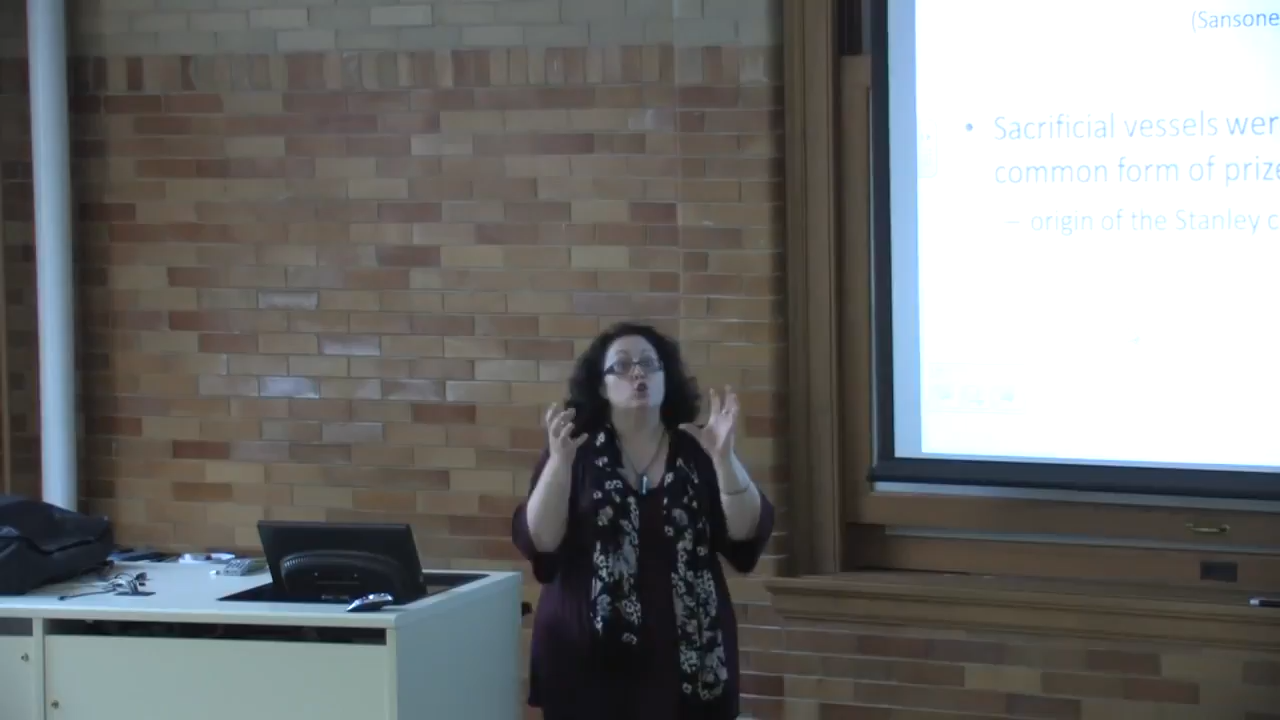 (Sansone
• Sacrificial vessels wer
common form of prize
– origin of the Stanley c